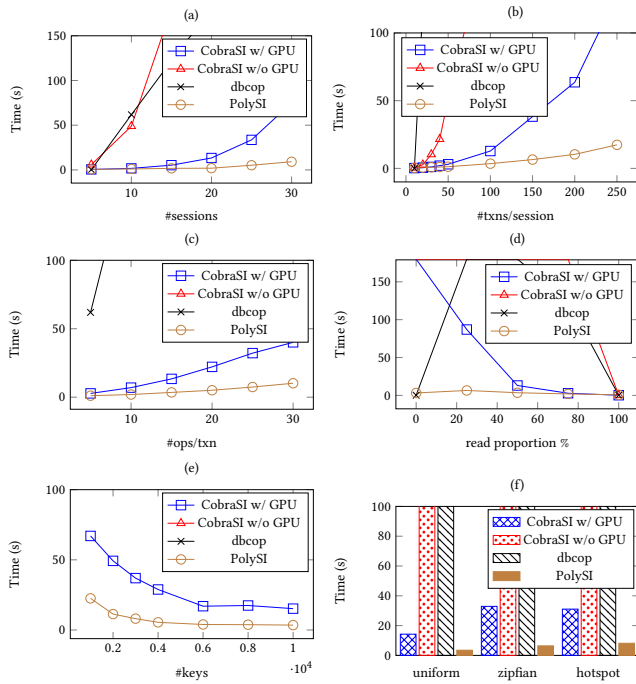 (a)
150
100
50
0
10
20
30
Time (s)
#sessions
CobraSI w/ GPU
CobraSI w/o GPU
dbcop
PolySI
(b)
100
50
0
0
50
100
150
200
250
Time (s)
#txns/session
CobraSI w/ GPU
CobraSI w/o GPU
dbcop
PolySI
(c)
100
50
0
10
20
30
Time (s)
#ops/txn
CobraSI w/ GPU
CobraSI w/o GPU
dbcop
PolySI
(d)
150
100
50
0
0
20
40
60
80
100
Time (s)
read proportion %
CobraSI w/ GPU
CobraSI w/o GPU
dbcop
PolySI
(e)
100
50
0
0.2
0.4
0.6
0.8
1
·10⁴
Time (s)
#keys
CobraSI w/ GPU
CobraSI w/o GPU
dbcop
PolySI
(f)
100
80
60
40
20
0
uniform
zipfian
hotspot
Time (s)
CobraSI w/ GPU
CobraSI w/o GPU
dbcop
PolySI